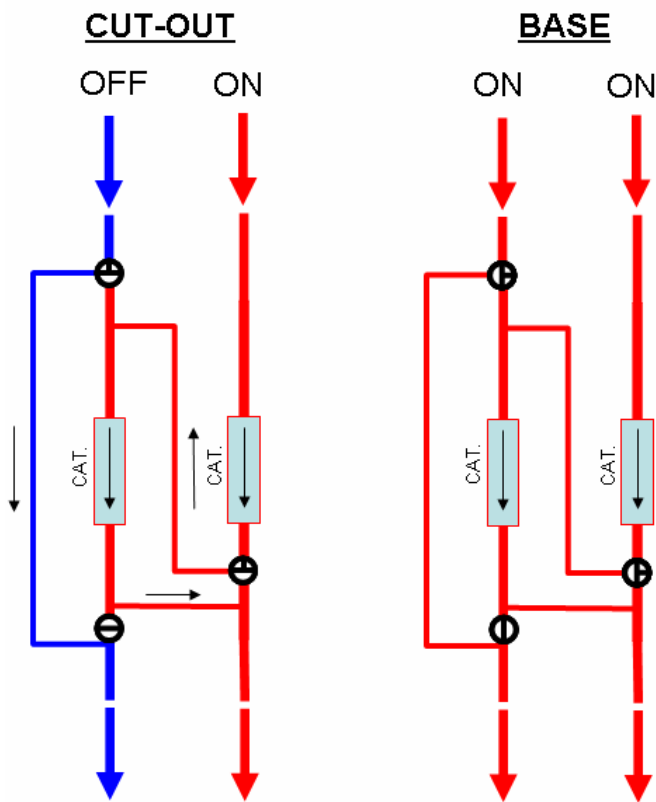 CUT-OUT
BASE
OFF
ON
ON
ON
CAT.
CAT.
CAT.
CAT.